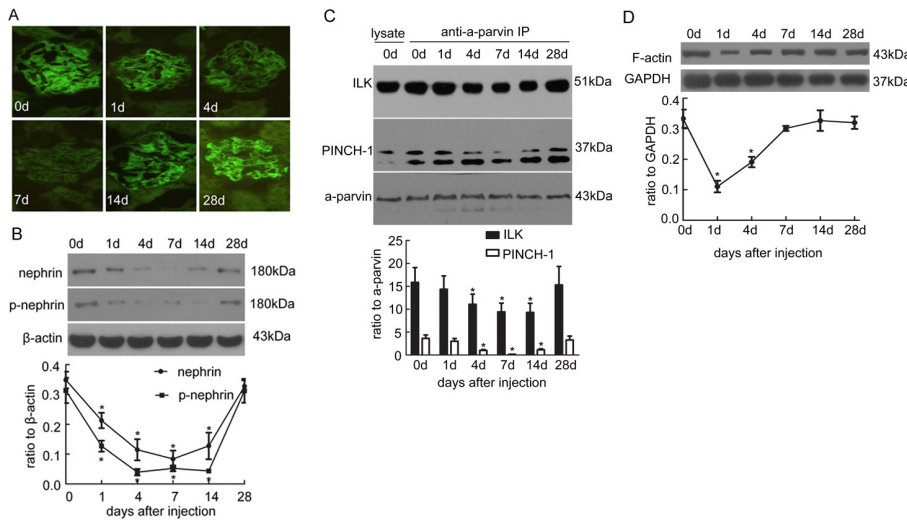 A
0d
1d
4d
7d
14d
28d
B
0d 1d 4d 7d 14d 28d
nephrin 180kDa
p-nephrin 180kDa
β-actin 43kDa
nephrin
p-nephrin
ratio to β-actin
0.4
0.3
0.2
0.1
0.0
0 1 4 7 14 28
* * * *
* * * *
days after injection
C
anti-a-parvin IP
lysate 0d 1d 4d 7d 14d 28d
ILK 51kDa
PINCH-1 37kDa
a-parvin 43kDa
ILK
PINCH-1
ratio to a-parvin
25
20
15
10
5
0
* * *
* * *
0d 1d 4d 7d 14d 28d
days after injection
D
0d 1d 4d 7d 14d 28d
F-actin 43kDa
GAPDH 37kDa
ratio to GAPDH
0.4
0.3
0.2
0.1
0.0
* *
0d 1d 4d 7d 14d 28d
days after injection